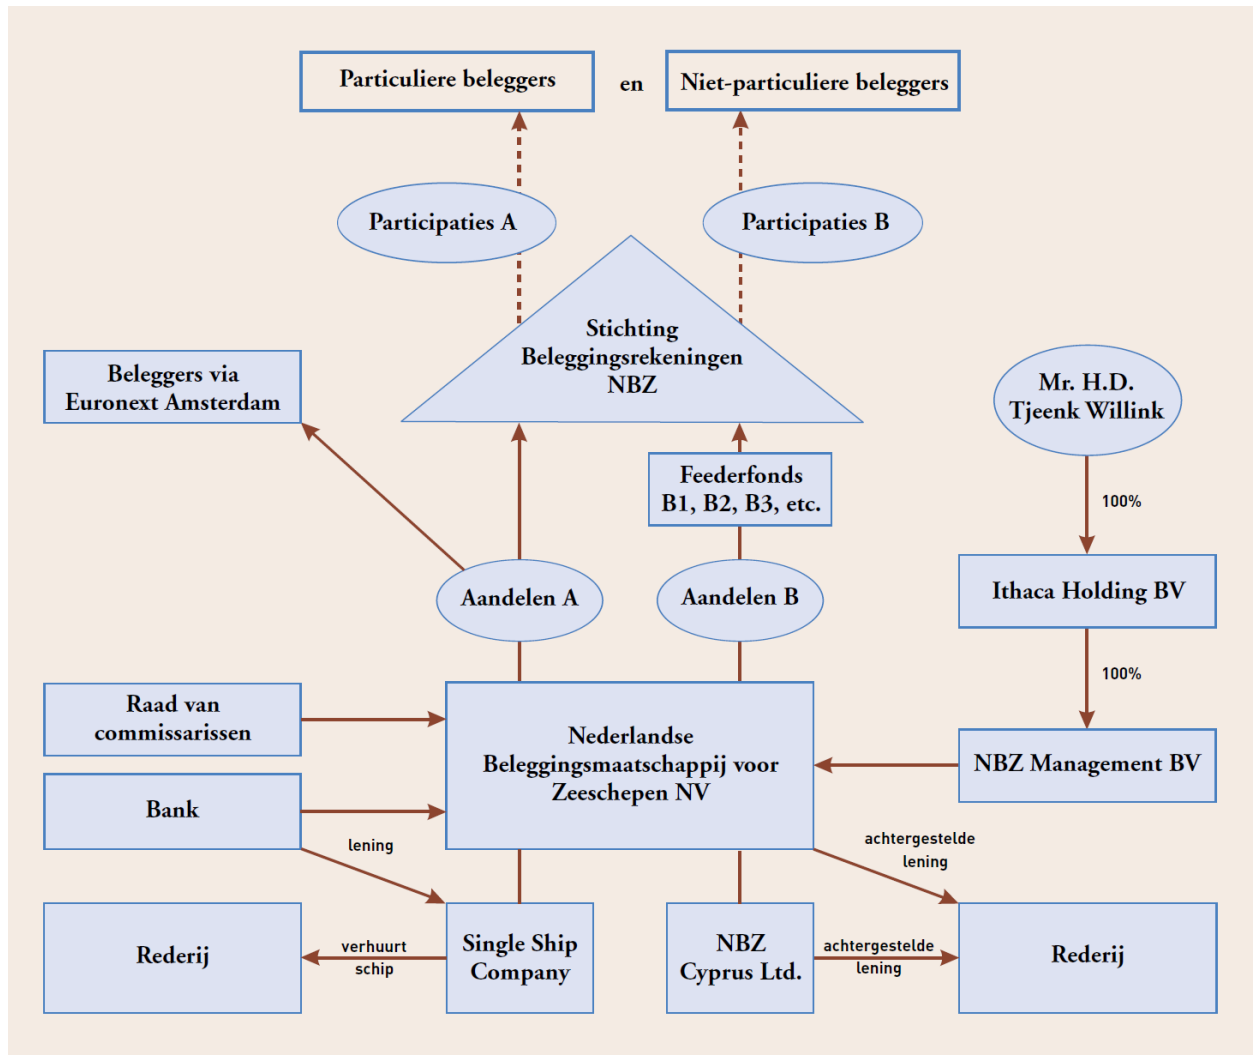 Particuliere beleggers
en
Niet-particuliere beleggers
Participaties A
Participaties B
Stichting
Beleggingsrekeningen
NBZ
Beleggers via
Euronext Amsterdam
Mr. H.D.
Tjeenk Willink
Feederfonds
B1, B2, B3, etc.
100%
Aandelen A
Aandelen B
Ithaca Holding BV
100%
Raad van
commissarissen
Nederlandse
Beleggingsmaatschappij voor
Zeeschepen NV
NBZ Management BV
Bank
lening
achtergestelde
lening
Rederij
verhuurt
schip
Single Ship
Company
NBZ
Cyprus Ltd.
achtergestelde
lening
Rederij